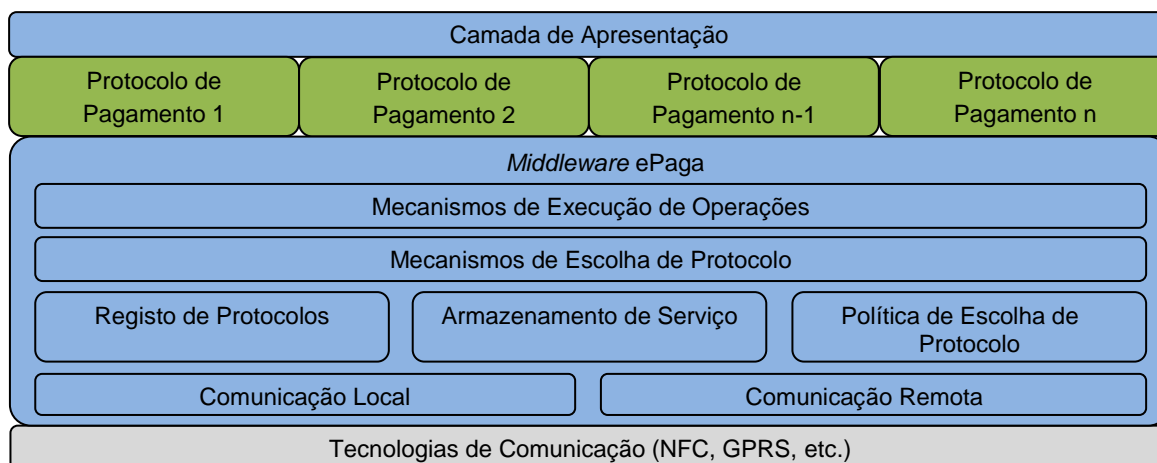 Camada de Apresentação
Protocolo de
Pagamento 1
Protocolo de
Pagamento 2
Protocolo de
Pagamento n-1
Protocolo de
Pagamento n
Middleware ePaga
Mecanismos de Execução de Operações
Mecanismos de Escolha de Protocolo
Registo de Protocolos
Armazenamento de Serviço
Política de Escolha de
Protocolo
Comunicação Local
Comunicação Remota
Tecnologias de Comunicação (NFC, GPRS, etc.)